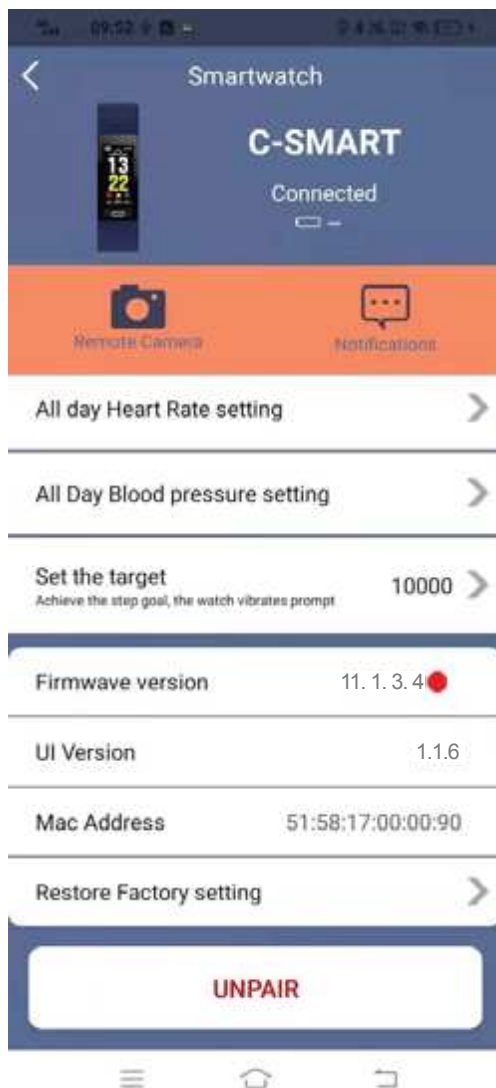 09:52
Smartwatch
C-SMART
13
22
Connected
Remote Camera
Notifications
All day Heart Rate setting
All Day Blood pressure setting
Set the target
10000
Achieve the step goal, the watch vibrates prompt
Firmwave version
11. 1. 3. 4
UI Version
1.1.6
Mac Address
51:58:17:00:00:90
Restore Factory setting
UNPAIR